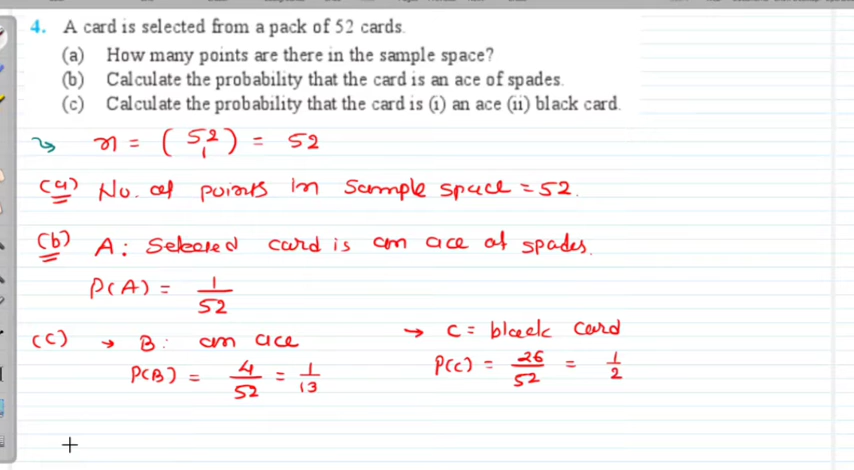 4. A card is selected from a pack of 52 cards.
(a) How many points are there in the sample space?
(b) Calculate the probability that the card is an ace of spades.
(c) Calculate the probability that the card is (i) an ace (ii) black card.
n = (52 1) = 52
(a) No. of points in sample space = 52.
(b) A: Selected card is an ace of spades.
P(A) = 1/52
(c) → B: an ace
P(B) = 4/52 = 1/13
→ C = black card
P(C) = 26/52 = 1/2